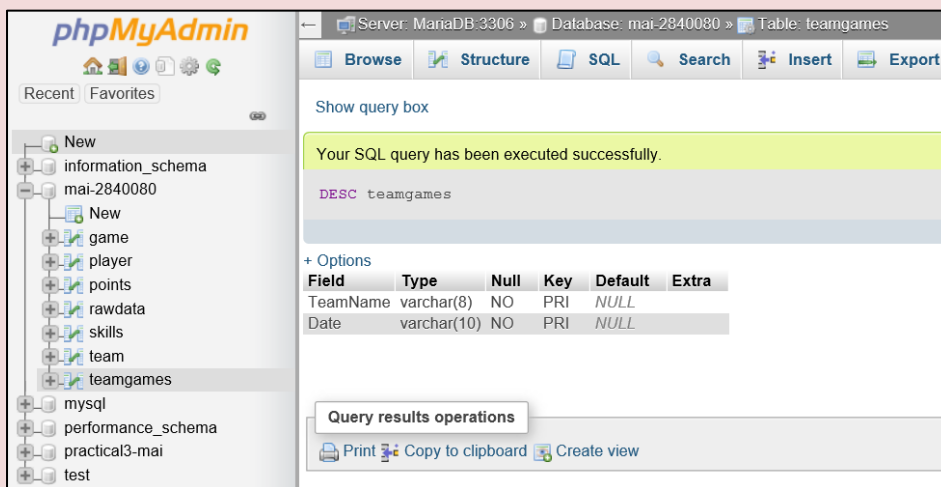 phpMyAdmin
Recent Favorites
New
information_schema
mai-2840080
New
game
player
points
rawdata
skills
team
teamgames
mysql
performance_schema
practical3-mai
test
Server: MariaDB:3306 » Database: mai-2840080 » Table: teamgames
Browse Structure SQL Search Insert Export
Show query box
Your SQL query has been executed successfully.
DESC teamgames
+ Options
Field Type Null Key Default Extra
TeamName varchar(8) NO PRI NULL
Date varchar(10) NO PRI NULL
Query results operations
Print Copy to clipboard Create view